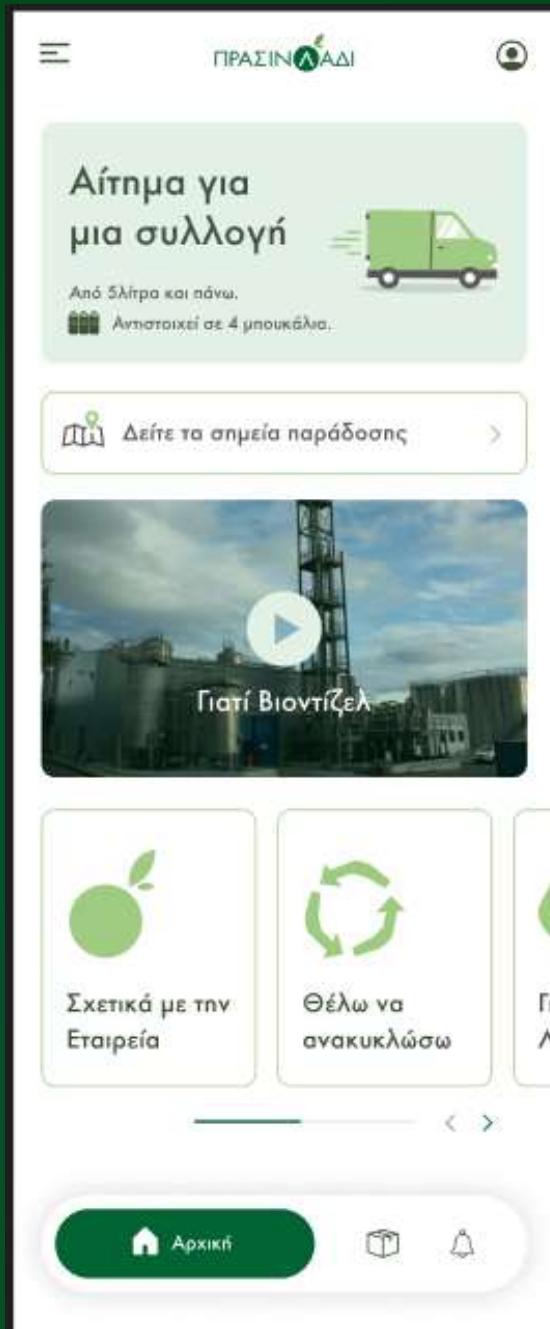 ΠΡΑΣΙΝΛΑΔΙ
Αίτημα για
μια συλλογή
Από 5λίτρα και πάνω.
Αντιστοιχεί σε 4 μπουκάλια.
Δείτε τα σημεία παράδοσης
Γιατί Βιοντίζελ
Σχετικά με την
Εταιρεία
Θέλω να
ανακυκλώσω
Αρχική